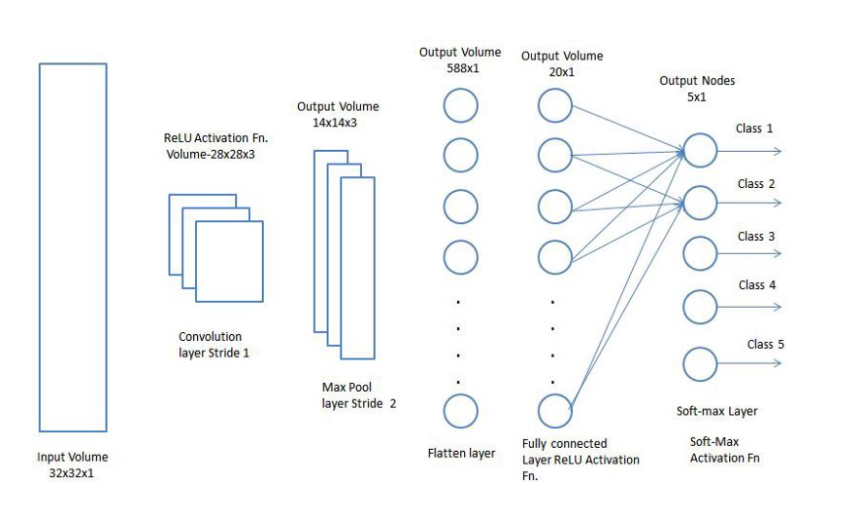 Input Volume
32x32x1
ReLU Activation Fn.
Volume-28x28x3
Convolution
layer Stride 1
Output Volume
14x14x3
Max Pool
layer Stride 2
Output Volume
588x1
Flatten layer
Output Volume
20x1
Fully connected
Layer ReLU Activation
Fn.
Output Nodes
5x1
Class 1
Class 2
Class 3
Class 4
Class 5
Soft-max Layer
Soft-Max
Activation Fn